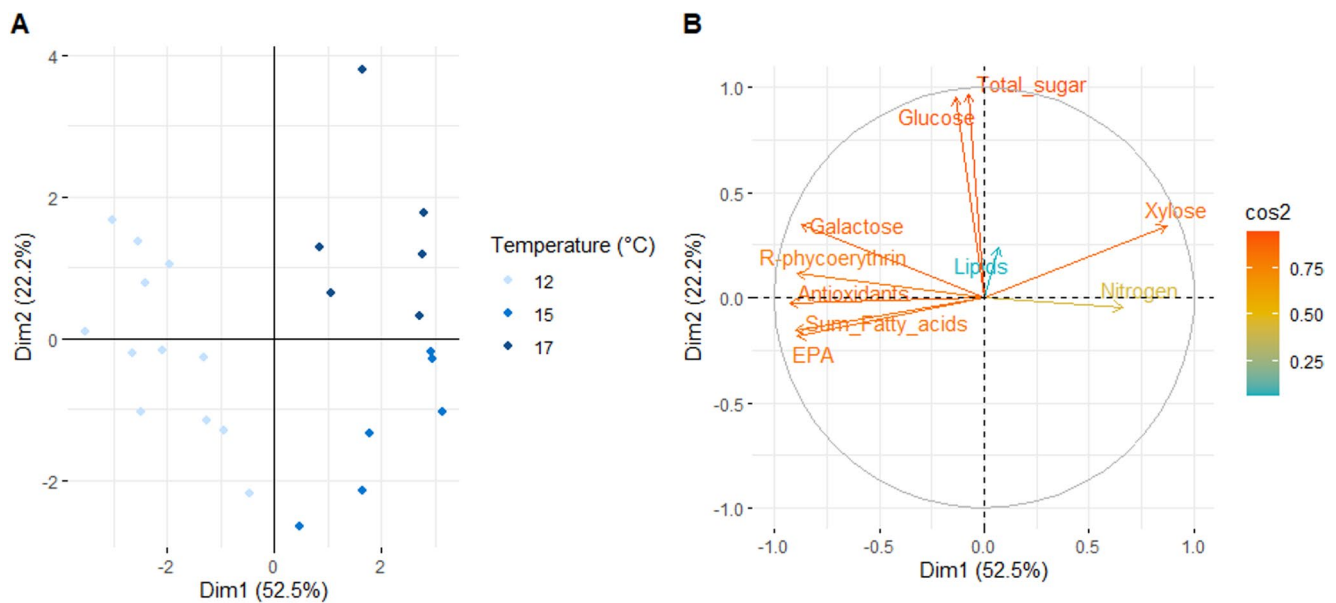 A
4
2
0
-2
-2
0
2
Dim2 (22.2%)
Dim1 (52.5%)
Temperature (°C)
12
15
17
B
1.0
0.5
0.0
-0.5
-1.0
-1.0
-0.5
0.0
0.5
1.0
Dim2 (22.2%)
Dim1 (52.5%)
Total_sugar
Glucose
Galactose
Xylose
R-phycoerythrin
Lipids
Antioxidants
Nitrogen
Sum_Fatty_acids
EPA
cos2
0.75
0.50
0.25